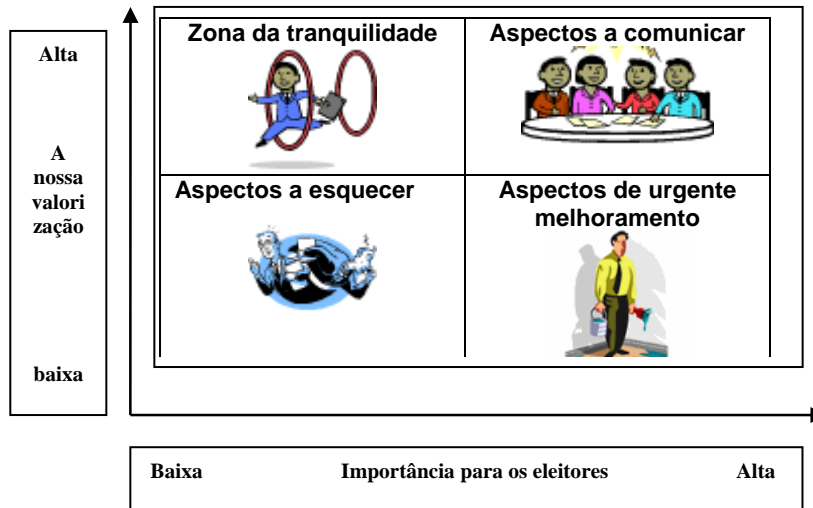 Alta
A
nossa
valori
zação
baixa
Zona da tranquilidade
Aspectos a comunicar
Aspectos a esquecer
Aspectos de urgente
melhoramento
Baixa Importância para os eleitores Alta